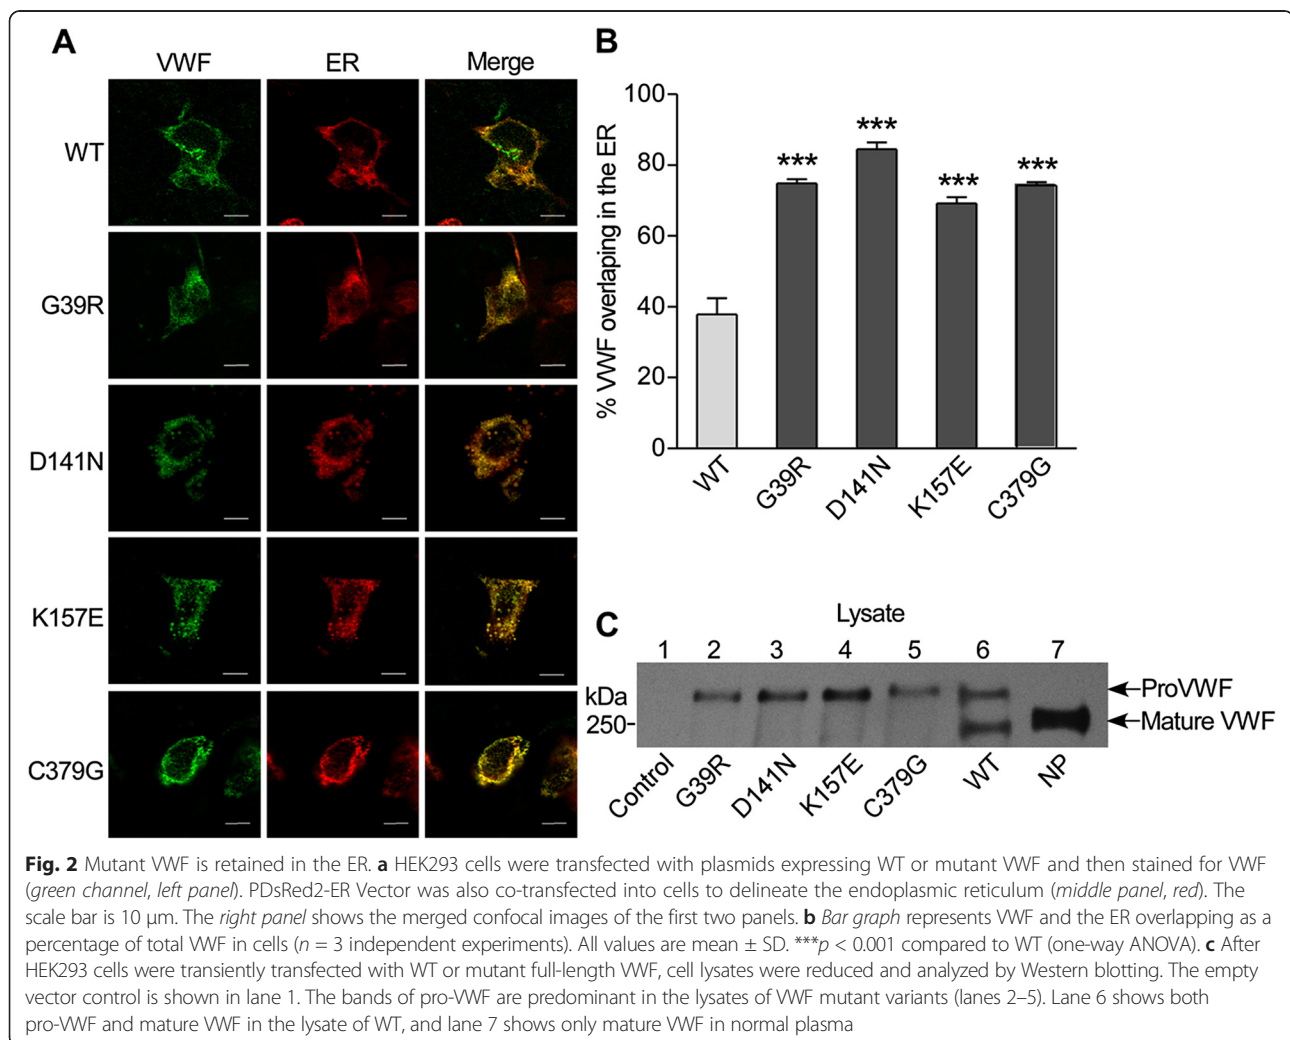 A
VWF
ER
Merge
WT
G39R
D141N
K157E
C379G
B
% VWF overlaping in the ER
100
80
60
40
20
0
***
***
***
***
WT
G39R
D141N
K157E
C379G
C
Lysate
1 2 3 4 5 6 7
kDa
250-
ProVWF
Mature VWF
Control
G39R
D141N
K157E
C379G
WT
NP
Fig. 2 Mutant VWF is retained in the ER. a HEK293 cells were transfected with plasmids expressing WT or mutant VWF and then stained for VWF
(green channel, left panel). PDsRed2-ER Vector was also co-transfected into cells to delineate the endoplasmic reticulum (middle panel, red). The
scale bar is 10 μm. The right panel shows the merged confocal images of the first two panels. b Bar graph represents VWF and the ER overlapping as a
percentage of total VWF in cells (n = 3 independent experiments). All values are mean ± SD. ***p < 0.001 compared to WT (one-way ANOVA). c After
HEK293 cells were transiently transfected with WT or mutant full-length VWF, cell lysates were reduced and analyzed by Western blotting. The empty
vector control is shown in lane 1. The bands of pro-VWF are predominant in the lysates of VWF mutant variants (lanes 2–5). Lane 6 shows both
pro-VWF and mature VWF in the lysate of WT, and lane 7 shows only mature VWF in normal plasma